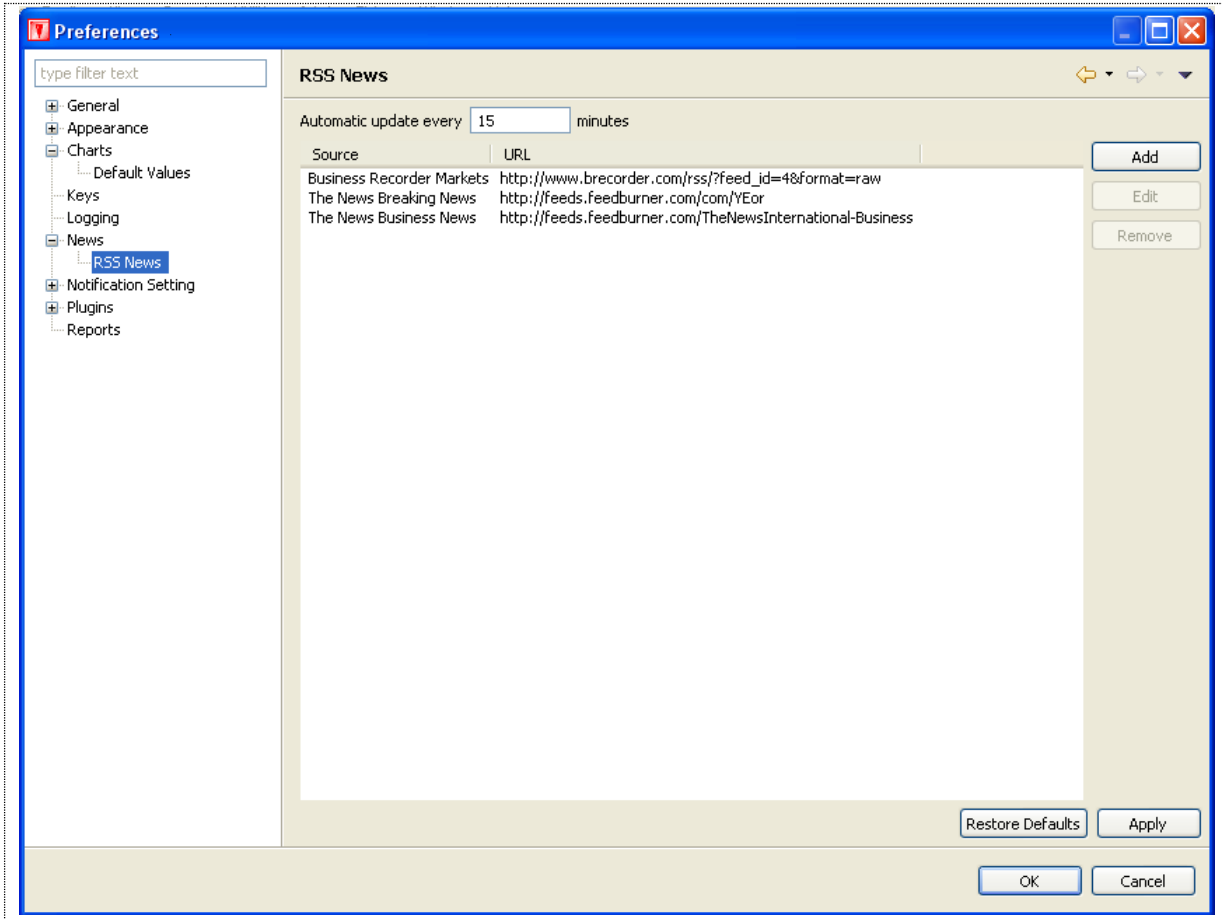 Preferences
type filter text
General
Appearance
Charts
Default Values
Keys
Logging
News
RSS News
Notification Setting
Plugins
Reports
RSS News
Automatic update every 15 minutes
Source URL
Business Recorder Markets http://www.brecorder.com/rss/?feed_id=4&format=raw
The News Breaking News http://feeds.feedburner.com/com/YEor
The News Business News http://feeds.feedburner.com/TheNewsInternational-Business
Add
Edit
Remove
Restore Defaults Apply
OK Cancel